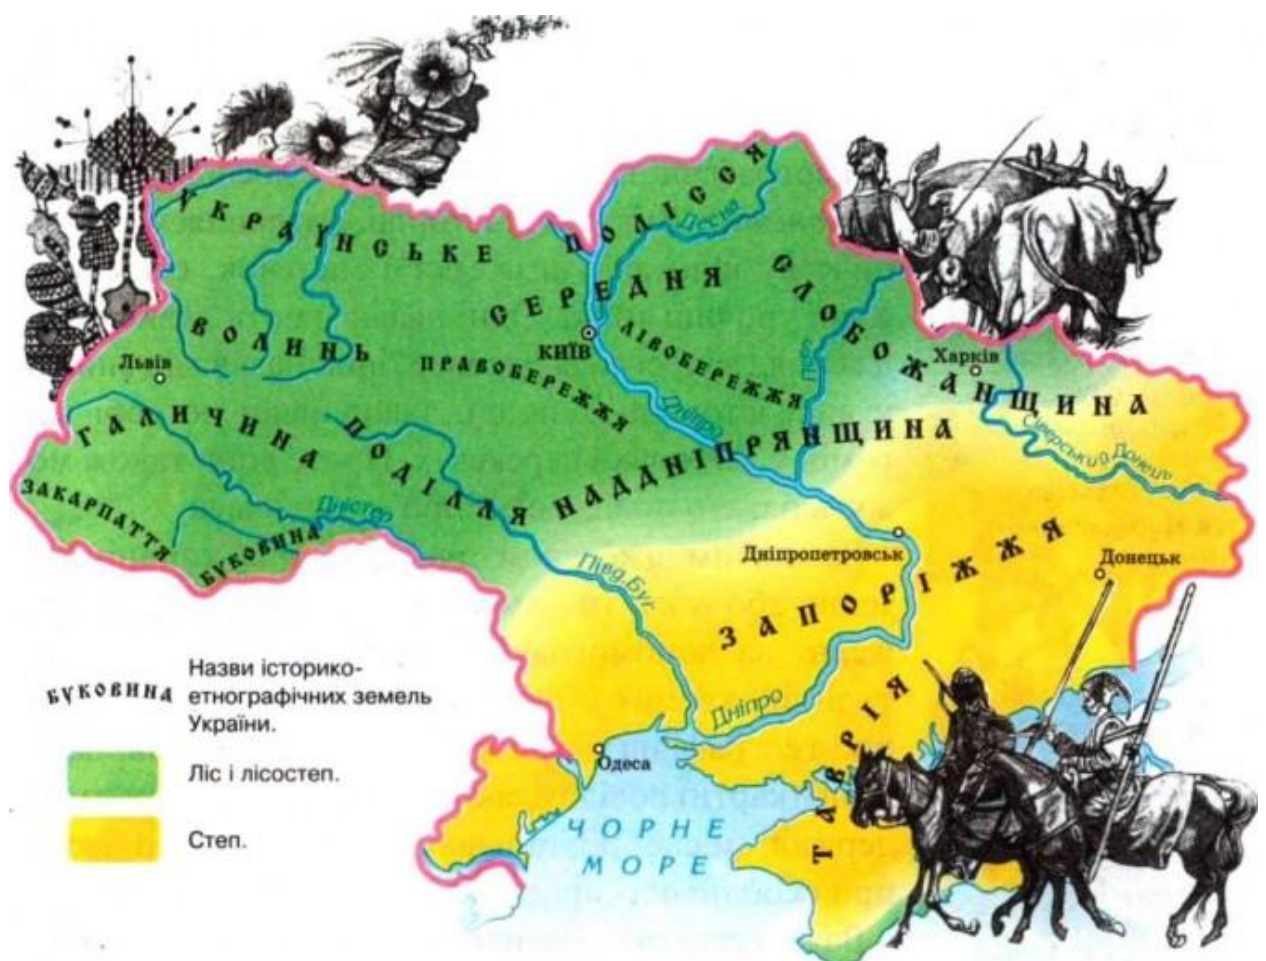 УКРАЇНСЬКЕ ПОЛІССЯ
Десна
СЕРЕДНЯ
СЛОБОЖАНЩИНА
ВОЛИНЬ
КИЇВ
ЛІВОБЕРЕЖЖЯ
Львів
ПРАВОБЕРЕЖЖЯ
Харків
Дніпро
ГАЛИЧИНА
ПОДІЛЛЯ
НАДДНІПРЯНЩИНА
Сіверський Донець
ЗАКАРПАТТЯ
Дністер
БУКОВИНА
Дніпропетровськ
Півд. Буг
ЗАПОРІЖЖЯ
Донецьк
БУКОВИНА
Назви історико-
етнографічних земель
України.
Дніпро
ТАВРІЯ
Ліс і лісостеп.
Одеса
Степ.
ЧОРНЕ
МОРЕ